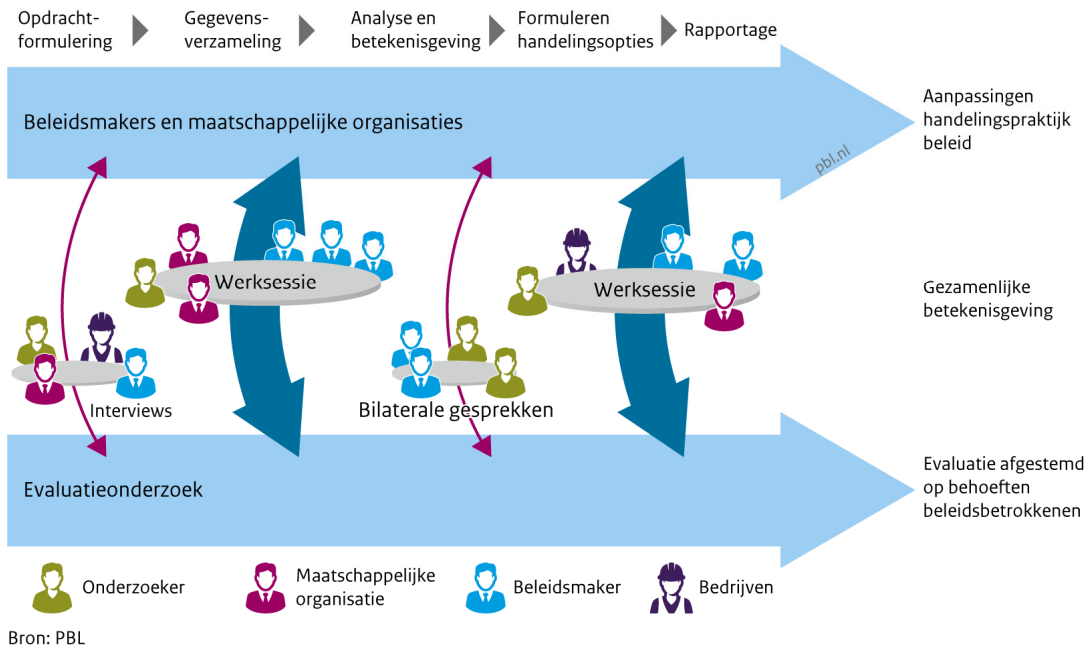 Opdracht-
formulering
Gegevens-
verzameling
Analyse en
betekenisgeving
Formuleren
handelingsopties
Rapportage
Beleidsmakers en maatschappelijke organisaties
pbl.nl
Aanpassingen
handelingspraktijk
beleid
Werksessie
Werksessie
Gezamenlijke
betekenisgeving
Interviews
Bilaterale gesprekken
Evaluatieonderzoek
Evaluatie afgestemd
op behoeften
beleidsbetrokkenen
Onderzoeker
Maatschappelijke
organisatie
Beleidsmaker
Bedrijven
Bron: PBL